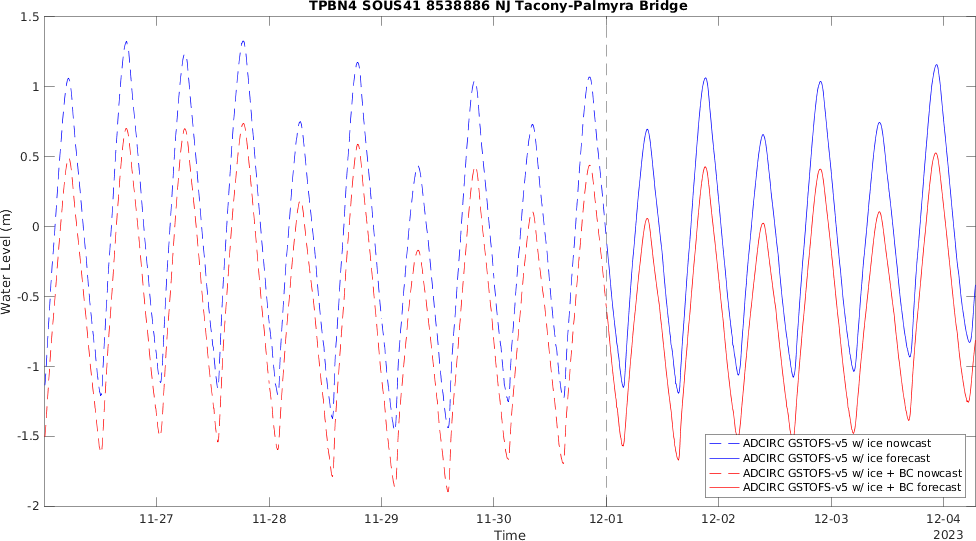 TPBN4 SOUS41 8538886 NJ Tacony-Palmyra Bridge
1.5
1
0.5
0
-0.5
-1
-1.5
-2
Water Level (m)
11-27
11-28
11-29
11-30
12-01
12-02
12-03
12-04
Time
2023
ADCIRC GSTOFS-v5 w/ ice nowcast
ADCIRC GSTOFS-v5 w/ ice forecast
ADCIRC GSTOFS-v5 w/ ice + BC nowcast
ADCIRC GSTOFS-v5 w/ ice + BC forecast